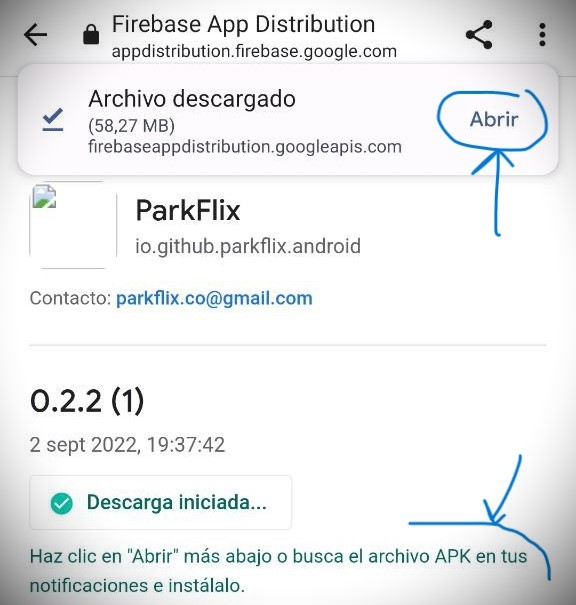 Firebase App Distribution
appdistribution.firebase.google.com
Archivo descargado
(58,27 MB)
firebaseappdistribution.googleapis.com
Abrir
ParkFlix
io.github.parkflix.android
Contacto: parkflix.co@gmail.com
0.2.2 (1)
2 sept 2022, 19:37:42
Descarga iniciada...
Haz clic en "Abrir" más abajo o busca el archivo APK en tus
notificaciones e instálalo.